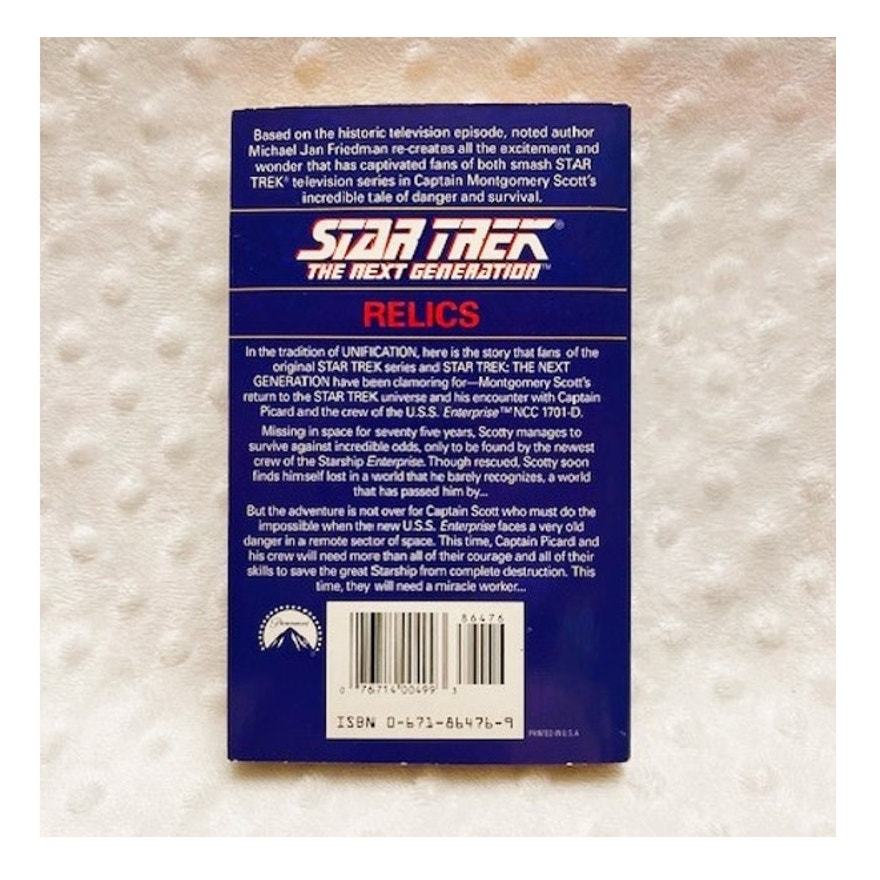 Based on the historic television episode, noted author
Michael Jan Friedman re-creates all the excitement and
wonder that has captivated fans of both smash STAR
TREK® television series in Captain Montgomery Scott's
incredible tale of danger and survival.
STAR TREK®
THE NEXT GENERATION™
RELICS
In the tradition of UNIFICATION, here is the story that fans of the
original STAR TREK series and STAR TREK: THE NEXT
GENERATION have been clamoring for—Montgomery Scott's
return to the STAR TREK universe and his encounter with Captain
Picard and the crew of the U.S.S. Enterprise™ NCC 1701-D.
Missing in space for seventy five years, Scotty manages to
survive against incredible odds, only to be found by the newest
crew of the Starship Enterprise. Though rescued, Scotty soon
finds himself lost in a world that he barely recognizes, a world
that has passed him by...
But the adventure is not over for Captain Scott who must do the
impossible when the new U.S.S. Enterprise faces a very old
danger in a remote sector of space. This time, Captain Picard and
his crew will need more than all of their courage and all of their
skills to save the great Starship from complete destruction. This
time, they will need a miracle worker...
Paramount
86476
0 76714 00499 3
ISBN 0-671-86476-9
PRINTED IN U.S.A